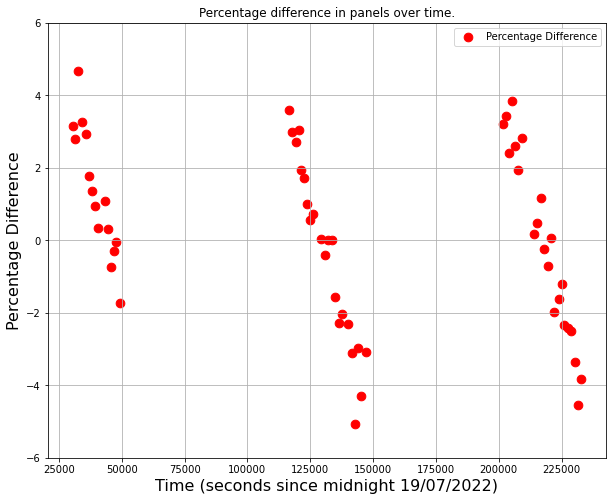 Percentage difference in panels over time.
Percentage Difference
6
4
2
0
−2
−4
−6
Percentage Difference
25000 50000 75000 100000 125000 150000 175000 200000 225000
Time (seconds since midnight 19/07/2022)